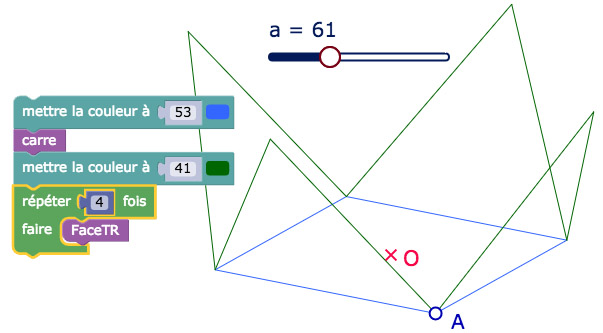 a = 61
mettre la couleur à 53
carre
mettre la couleur à 41
répéter 4 fois
faire FaceTR
O
A